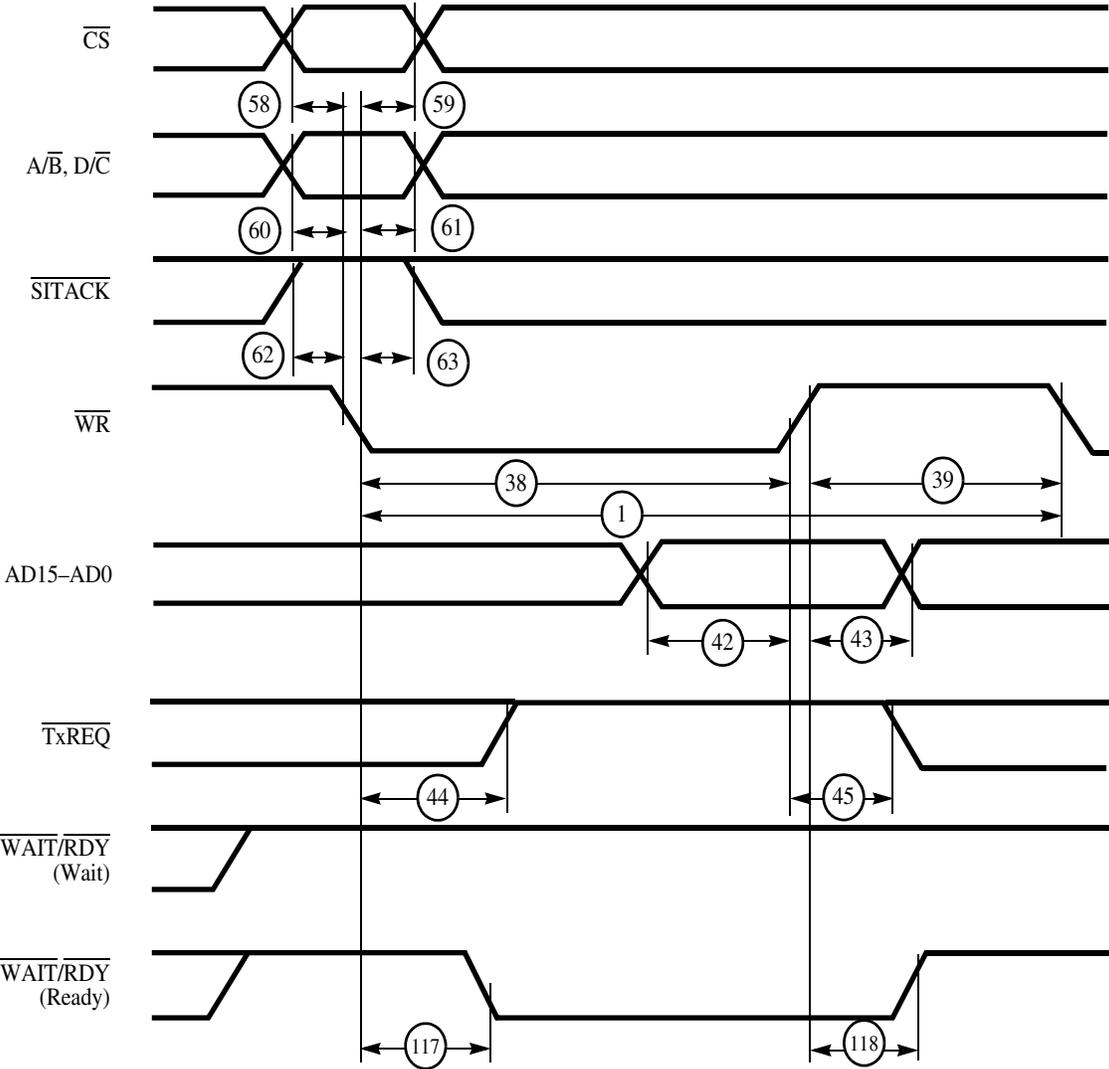 CS
58
59
A/B, D/C
60
61
SITACK
62
63
WR
38
39
1
AD15–AD0
42
43
TxREQ
44
45
WAIT/RDY
(Wait)
WAIT/RDY
(Ready)
117
118